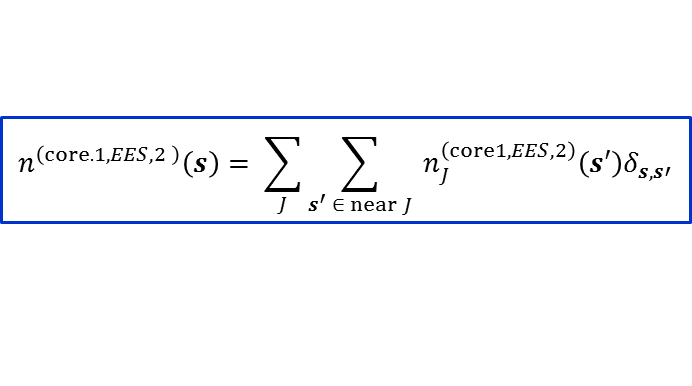 n^(core.1,EES,2 )(s) = ∑_J ∑_{s′ ∈ near J} n_J^(core1,EES,2)(s′)δ_{s,s′}